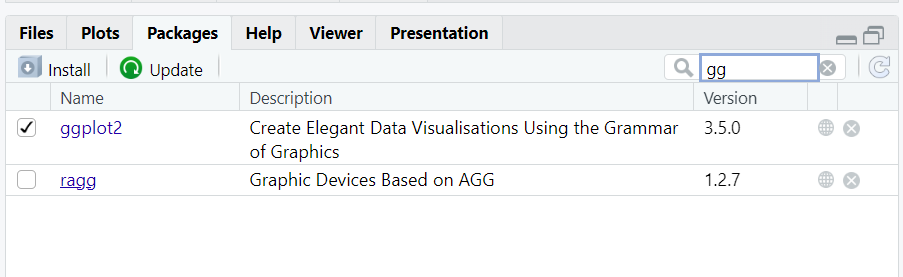 Files Plots Packages Help Viewer Presentation
Install Update gg
Name Description Version
ggplot2 Create Elegant Data Visualisations Using the Grammar 3.5.0
of Graphics
ragg Graphic Devices Based on AGG 1.2.7